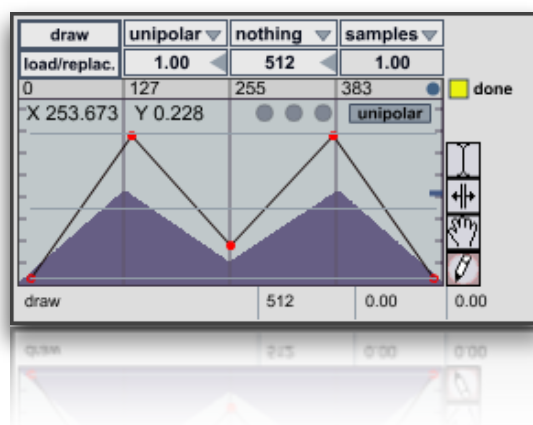 draw unipolar nothing samples
load/replac. 1.00 512 1.00
0 127 255 383 done
X 253.673 Y 0.228 unipolar
draw 512 0.00 0.00